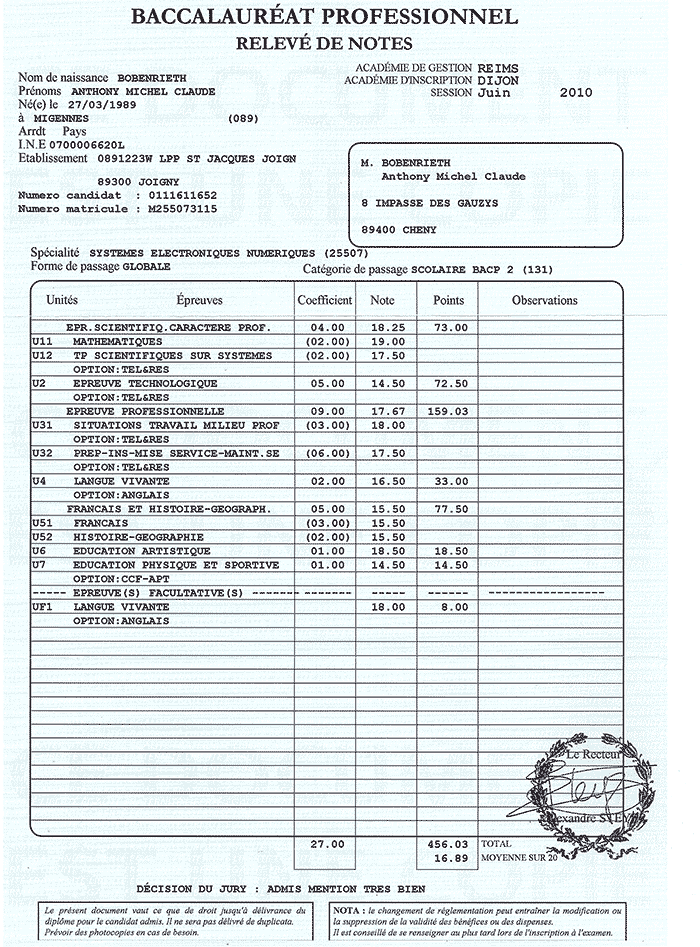 BACCALAURÉAT PROFESSIONNEL
RELEVÉ DE NOTES
ACADÉMIE DE GESTION REIMS
ACADÉMIE D'INSCRIPTION DIJON
SESSION Juin 2010
Nom de naissance BOBENRIETH
Prénoms ANTHONY MICHEL CLAUDE
Né(e) le 27/03/1989
à MIGENNES (089)
Arrdt Pays
I.N.E 0700006620L
Etablissement 0891223W LPP ST JACQUES JOIGN
89300 JOIGNY
Numero candidat : 0111611652
Numero matricule : M255073115
M. BOBENRIETH
Anthony Michel Claude
8 IMPASSE DES GAUZYS
89400 CHENY
Spécialité SYSTEMES ELECTRONIQUES NUMERIQUES (25507)
Forme de passage GLOBALE Catégorie de passage SCOLAIRE BACP 2 (131)
Unités Épreuves Coefficient Note Points Observations
EPR.SCIENTIFIQ.CARACTERE PROF. 04.00 18.25 73.00
U11 MATHEMATIQUES (02.00) 19.00
U12 TP SCIENTIFIQUES SUR SYSTEMES (02.00) 17.50
OPTION:TEL&RES
U2 EPREUVE TECHNOLOGIQUE 05.00 14.50 72.50
OPTION:TEL&RES
EPREUVE PROFESSIONNELLE 09.00 17.67 159.03
U31 SITUATIONS TRAVAIL MILIEU PROF (03.00) 18.00
OPTION:TEL&RES
U32 PREP-INS-MISE SERVICE-MAINT.SE (06.00) 17.50
OPTION:TEL&RES
U4 LANGUE VIVANTE 02.00 16.50 33.00
OPTION:ANGLAIS
FRANCAIS ET HISTOIRE-GEOGRAPH. 05.00 15.50 77.50
U51 FRANCAIS (03.00) 15.50
U52 HISTOIRE-GEOGRAPHIE (02.00) 15.50
U6 EDUCATION ARTISTIQUE 01.00 18.50 18.50
U7 EDUCATION PHYSIQUE ET SPORTIVE 01.00 14.50 14.50
OPTION:CCF-APT
----- EPREUVE(S) FACULTATIVE(S) ------- ------- ----- ------ -----------------
UF1 LANGUE VIVANTE 18.00 8.00
OPTION:ANGLAIS
Le Recteur
27.00 456.03 TOTAL
16.89 MOYENNE SUR 20
DÉCISION DU JURY : ADMIS MENTION TRES BIEN
Le présent document vaut ce que de droit jusqu'à délivrance du
diplôme pour le candidat admis. Il ne sera pas délivré de duplicata.
Prévoir des photocopies en cas de besoin.
NOTA : le changement de réglementation peut entraîner la modification ou
la suppression de la validité des bénéfices ou des dispenses.
Il est conseillé de se renseigner au plus tard lors de l'inscription à l'examen.